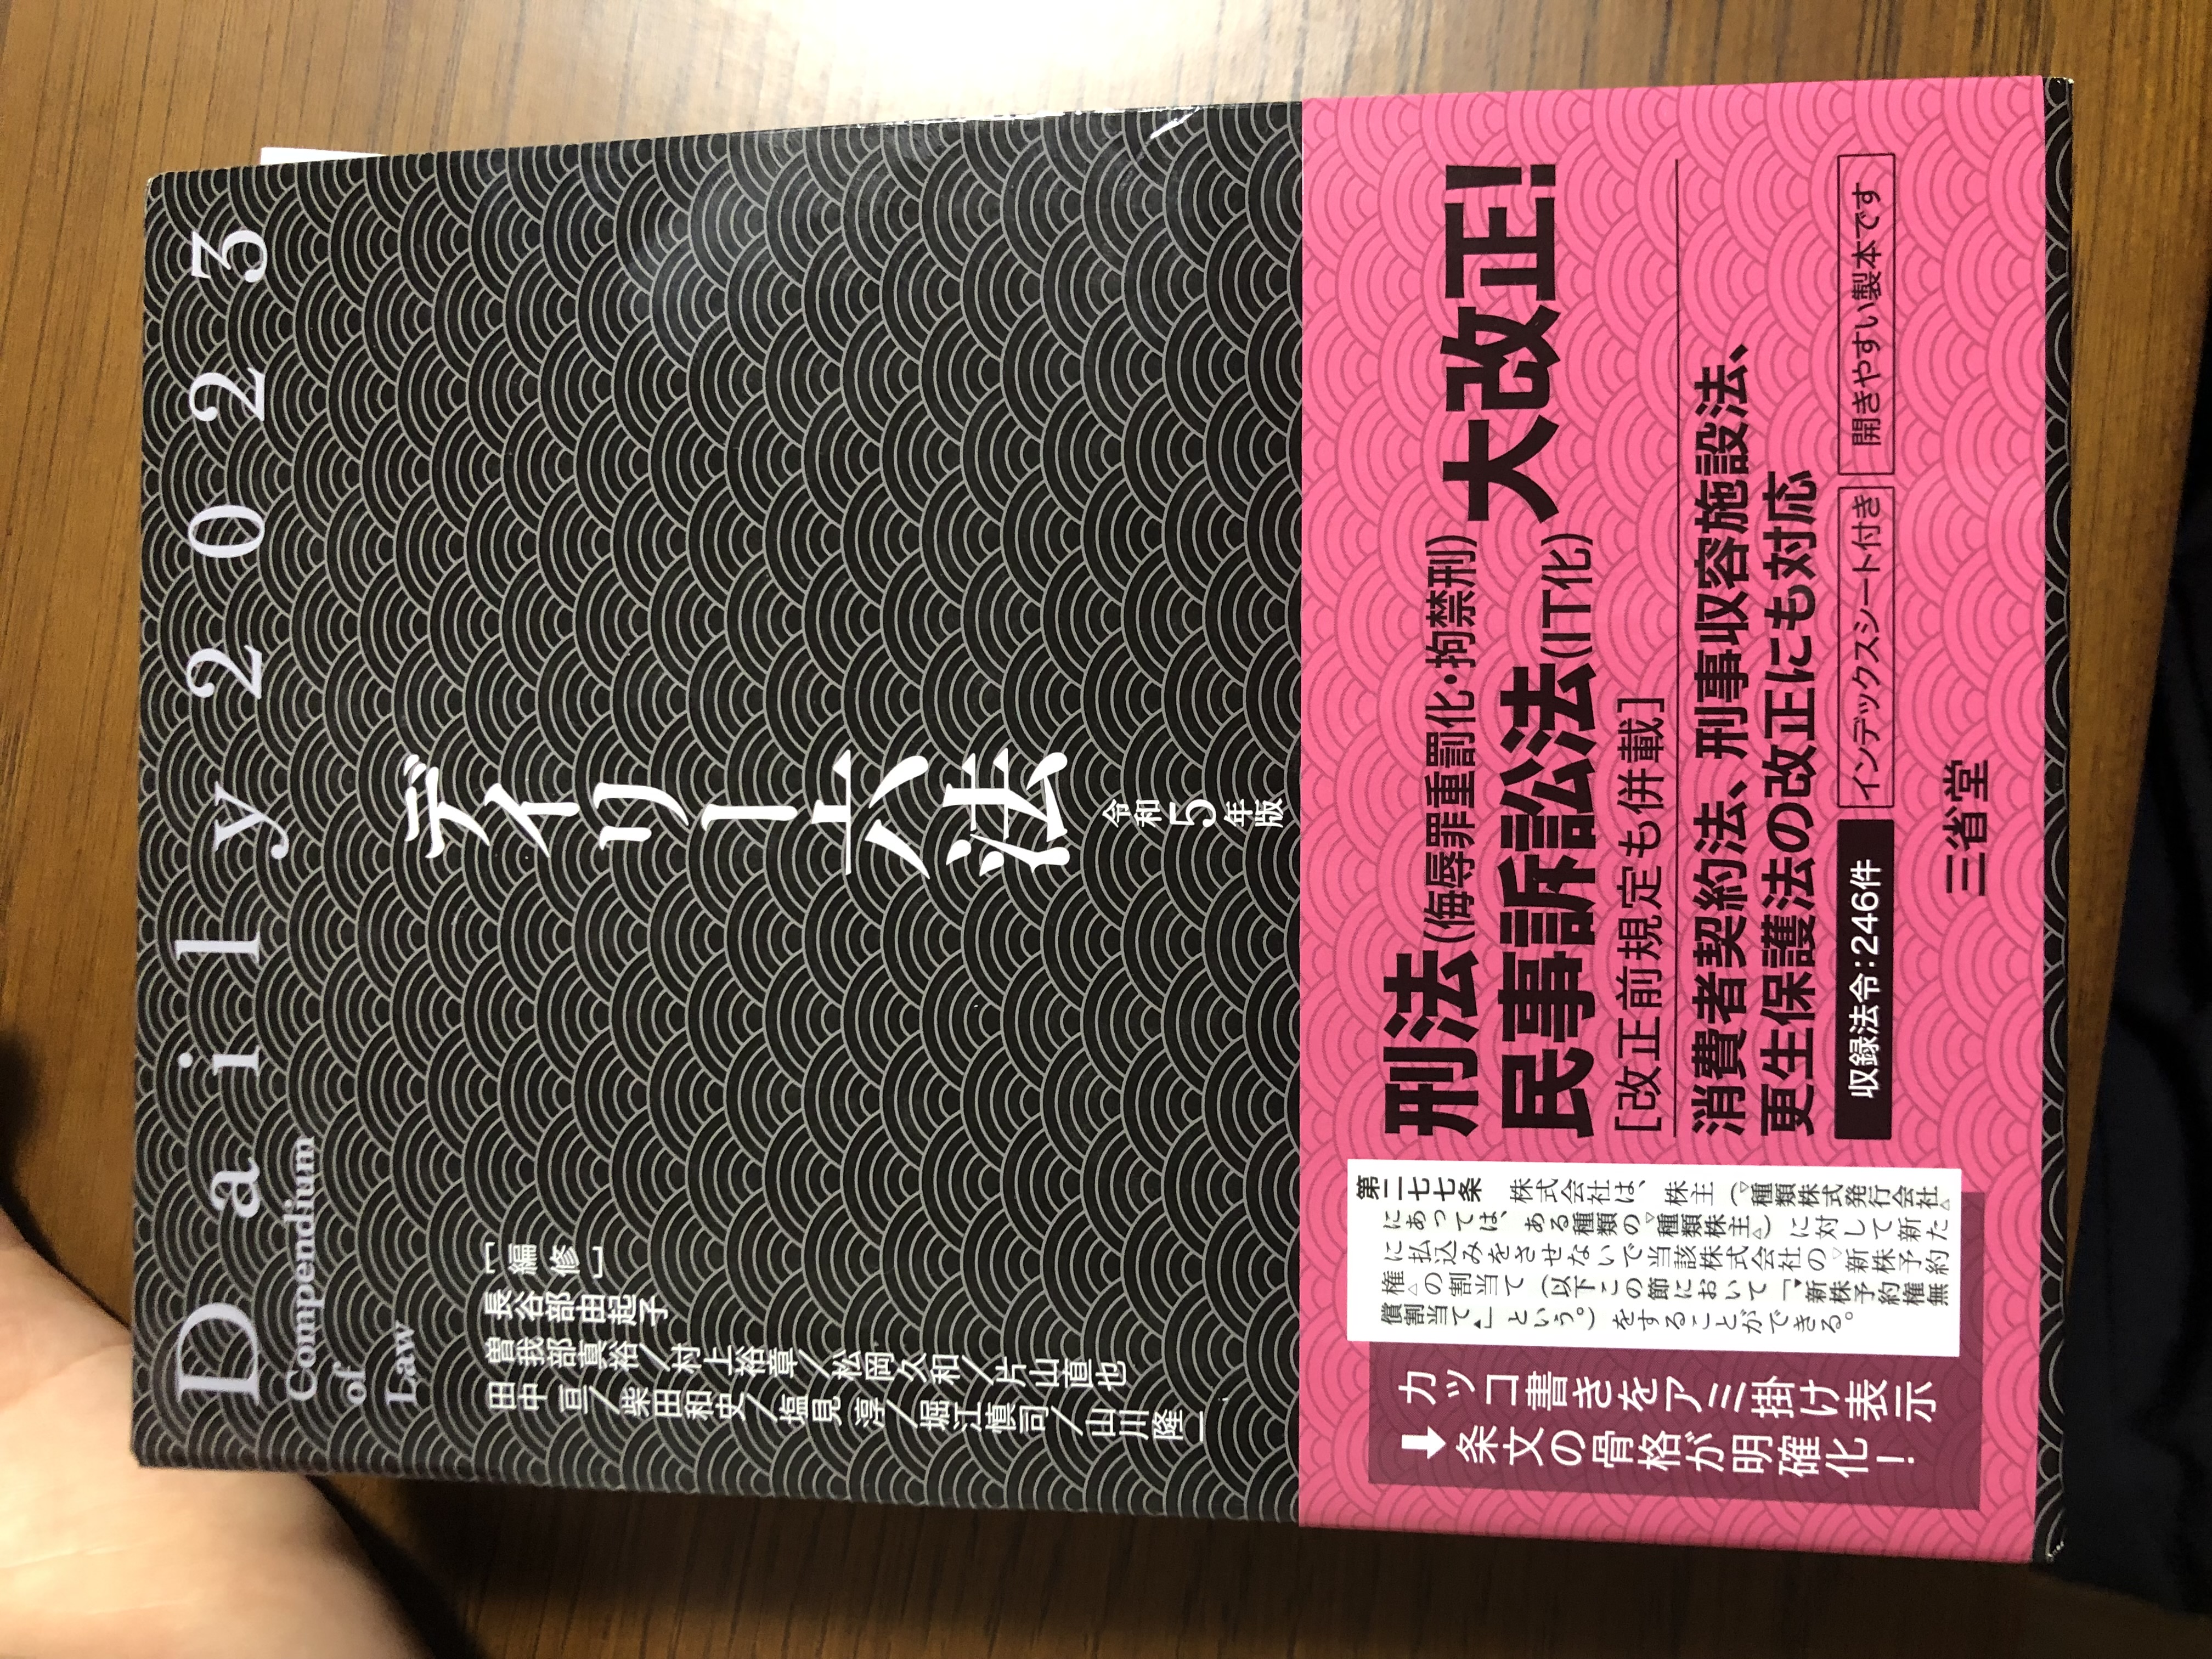 Daily2023
Compendium
of
Law
デイリー六法
令和5年版
［編修］
長谷部由起子
曽我部真裕／村上裕章／松岡久和／片山直也
田中 亘／柴田和史／塩見 淳／堀江慎司／山川隆一
刑法(侮辱罪重罰化・拘禁刑)
民事訴訟法(IT化)
大改正!
［改正前規定も併載］
消費者契約法、刑事収容施設法、
更生保護法の改正にも対応
収録法令:246件
インデックスシート付き
開きやすい製本です
三省堂
第二七七条　株式会社は、株主（▽種類株式発行会社△
にあっては、ある種類の▽種類株主△）に対して新た
に払込みをさせないで当該株式会社の▽新株予約
権△の割当て（以下この節において「▼新株予約権無
償割当て▲」という。）をすることができる。
カッコ書きをアミ掛け表示
➡条文の骨格が明確化！